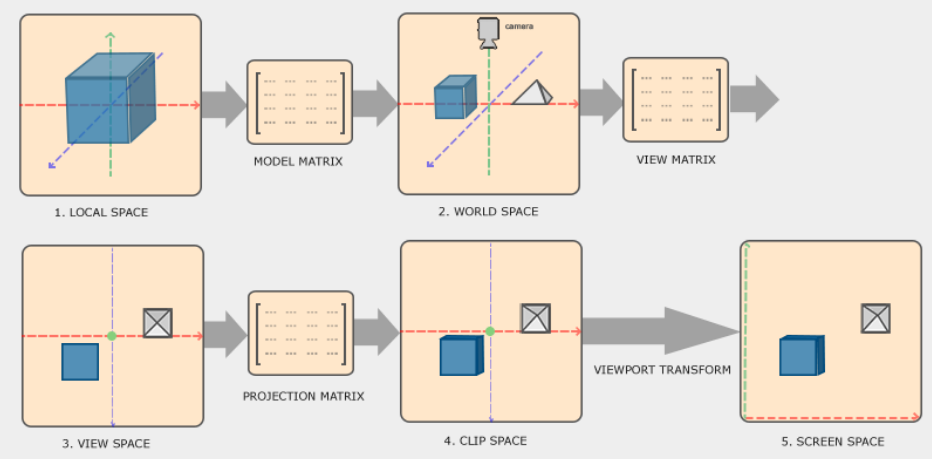 camera
MODEL MATRIX
VIEW MATRIX
1. LOCAL SPACE
2. WORLD SPACE
VIEWPORT TRANSFORM
PROJECTION MATRIX
3. VIEW SPACE
4. CLIP SPACE
5. SCREEN SPACE